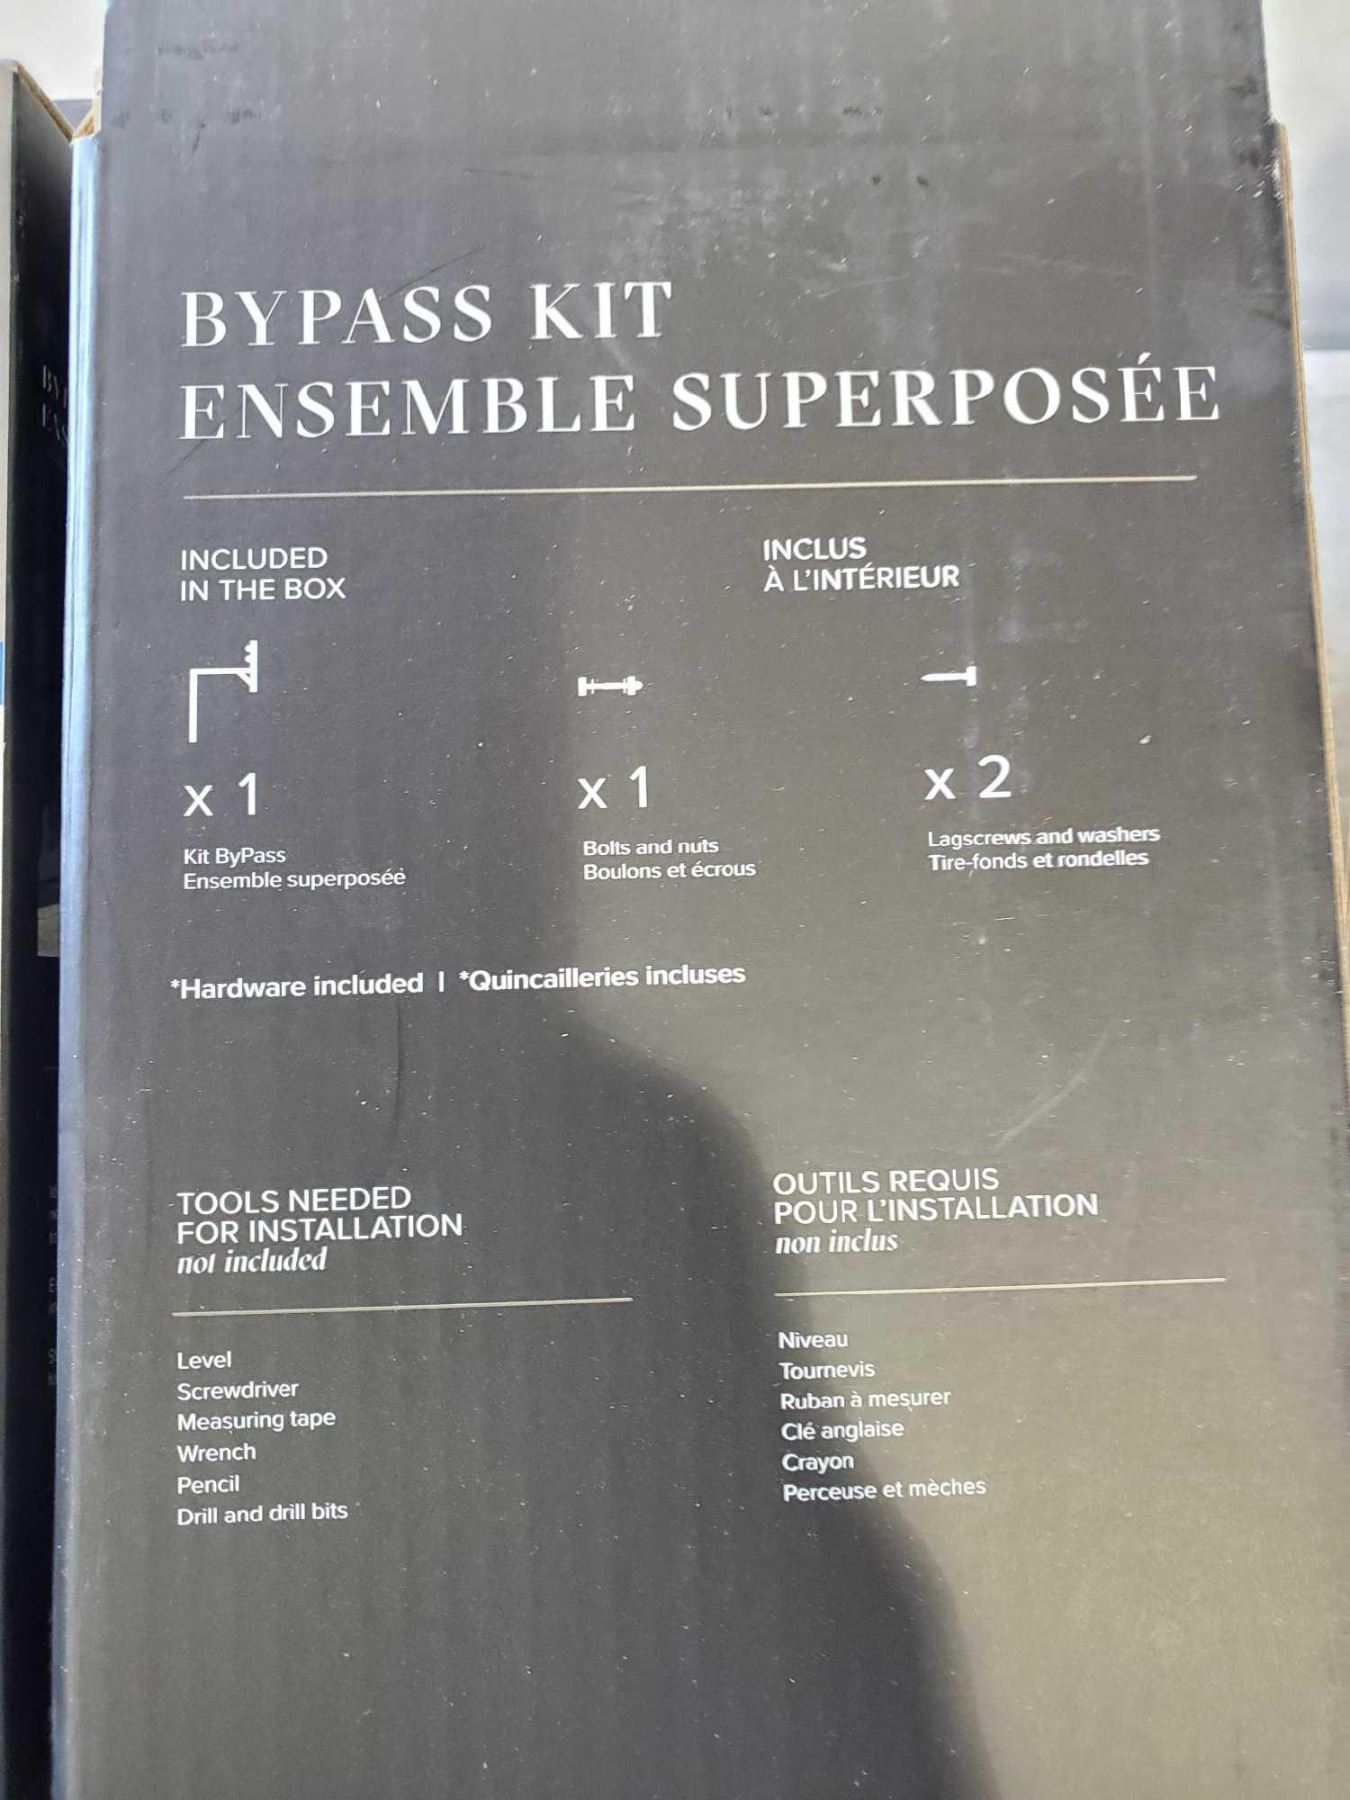 BYPASS KIT
ENSEMBLE SUPERPOSÉE
INCLUDED
IN THE BOX
INCLUS
À L'INTÉRIEUR
x 1
Kit ByPass
Ensemble superposée
x 1
Bolts and nuts
Boulons et écrous
x 2
Lagscrews and washers
Tire-fonds et rondelles
*Hardware included | *Quincailleries incluses
TOOLS NEEDED
FOR INSTALLATION
not included
Level
Screwdriver
Measuring tape
Wrench
Pencil
Drill and drill bits
OUTILS REQUIS
POUR L'INSTALLATION
non inclus
Niveau
Tournevis
Ruban à mesurer
Clé anglaise
Crayon
Perceuse et mèches